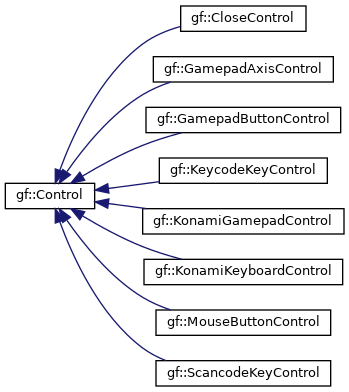 gf::CloseControl
gf::GamepadAxisControl
gf::GamepadButtonControl
gf::KeycodeKeyControl
gf::Control
gf::KonamiGamepadControl
gf::KonamiKeyboardControl
gf::MouseButtonControl
gf::ScancodeKeyControl